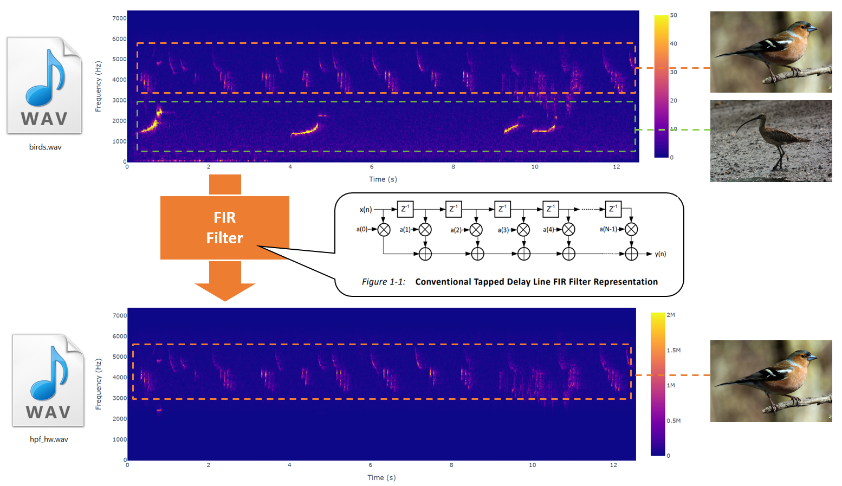 7000
6000
5000
4000
3000
2000
1000
0
Frequency (Hz)
0
2
4
6
8
10
12
Time (s)
50
40
30
20
10
0
WAV
birds.wav
FIR
Filter
x(n)
Z-1
Z-1
Z-1
Z-1
Z-1
a(0)
a(1)
a(2)
a(3)
a(4)
a(N-1)
y(n)
Figure 1-1: Conventional Tapped Delay Line FIR Filter Representation
7000
6000
5000
4000
3000
2000
1000
0
Frequency (Hz)
0
2
4
6
8
10
12
Time (s)
2M
1.5M
1M
0.5M
0
WAV
hpf_hw.wav